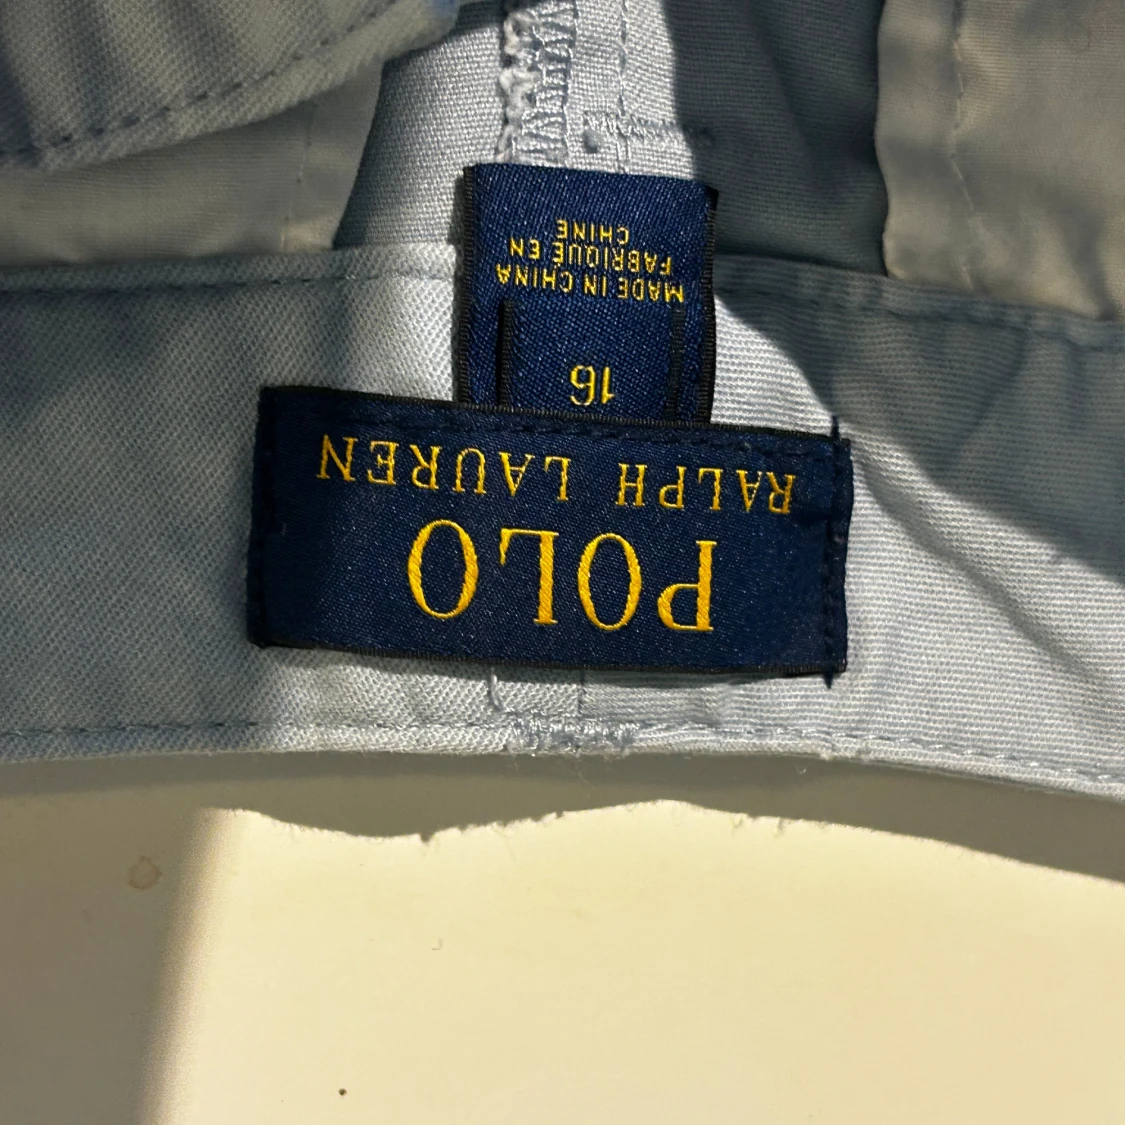 POLO
RALPH LAUREN
16
MADE IN CHINA
FABRIQUE EN
CHINE